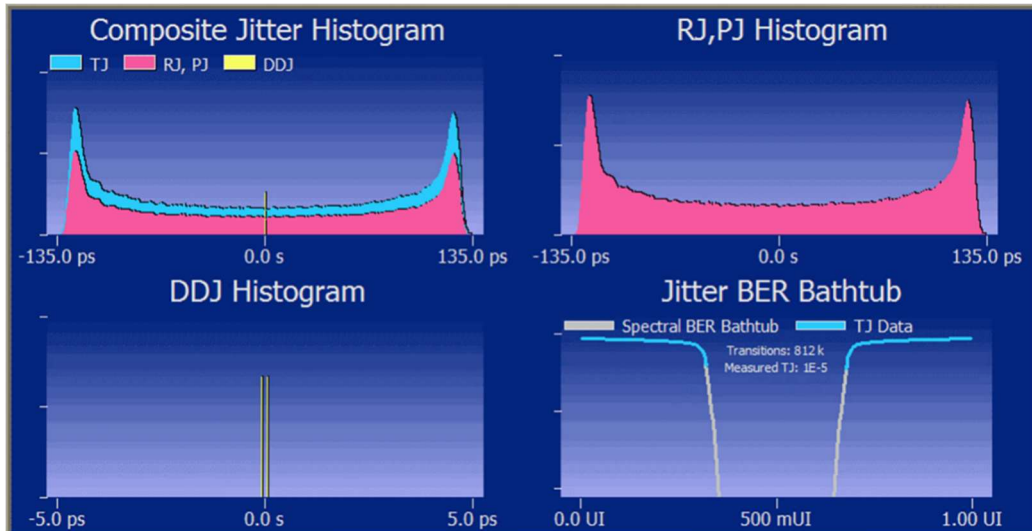 Composite Jitter Histogram
TJ RJ, PJ DDJ
-135.0 ps 0.0 s 135.0 ps
RJ,PJ Histogram
-135.0 ps 0.0 s 135.0 ps
DDJ Histogram
-5.0 ps 0.0 s 5.0 ps
Jitter BER Bathtub
Spectral BER Bathtub TJ Data
Transitions: 812 k
Measured TJ: 1E-5
0.0 UI 500 mUI 1.00 UI